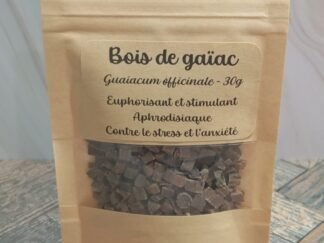 Bois de gaïac
Guaiacum officinale - 30g
Euphorisant et stimulant
Aphrodisiaque
Contre le stress et l'anxiété